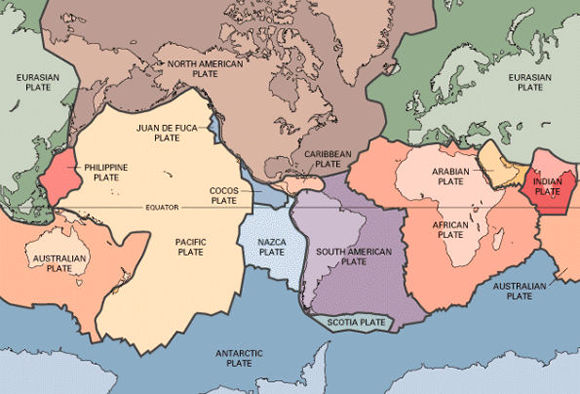 NORTH AMERICAN
PLATE
EURASIAN
PLATE
EURASIAN
PLATE
JUAN DE FUCA
PLATE
CARIBBEAN
PLATE
PHILIPPINE
PLATE
ARABIAN
PLATE
INDIAN
PLATE
COCOS
PLATE
EQUATOR
AFRICAN
PLATE
PACIFIC
PLATE
NAZCA
PLATE
SOUTH AMERICAN
PLATE
AUSTRALIAN
PLATE
AUSTRALIAN
PLATE
SCOTIA PLATE
ANTARCTIC
PLATE